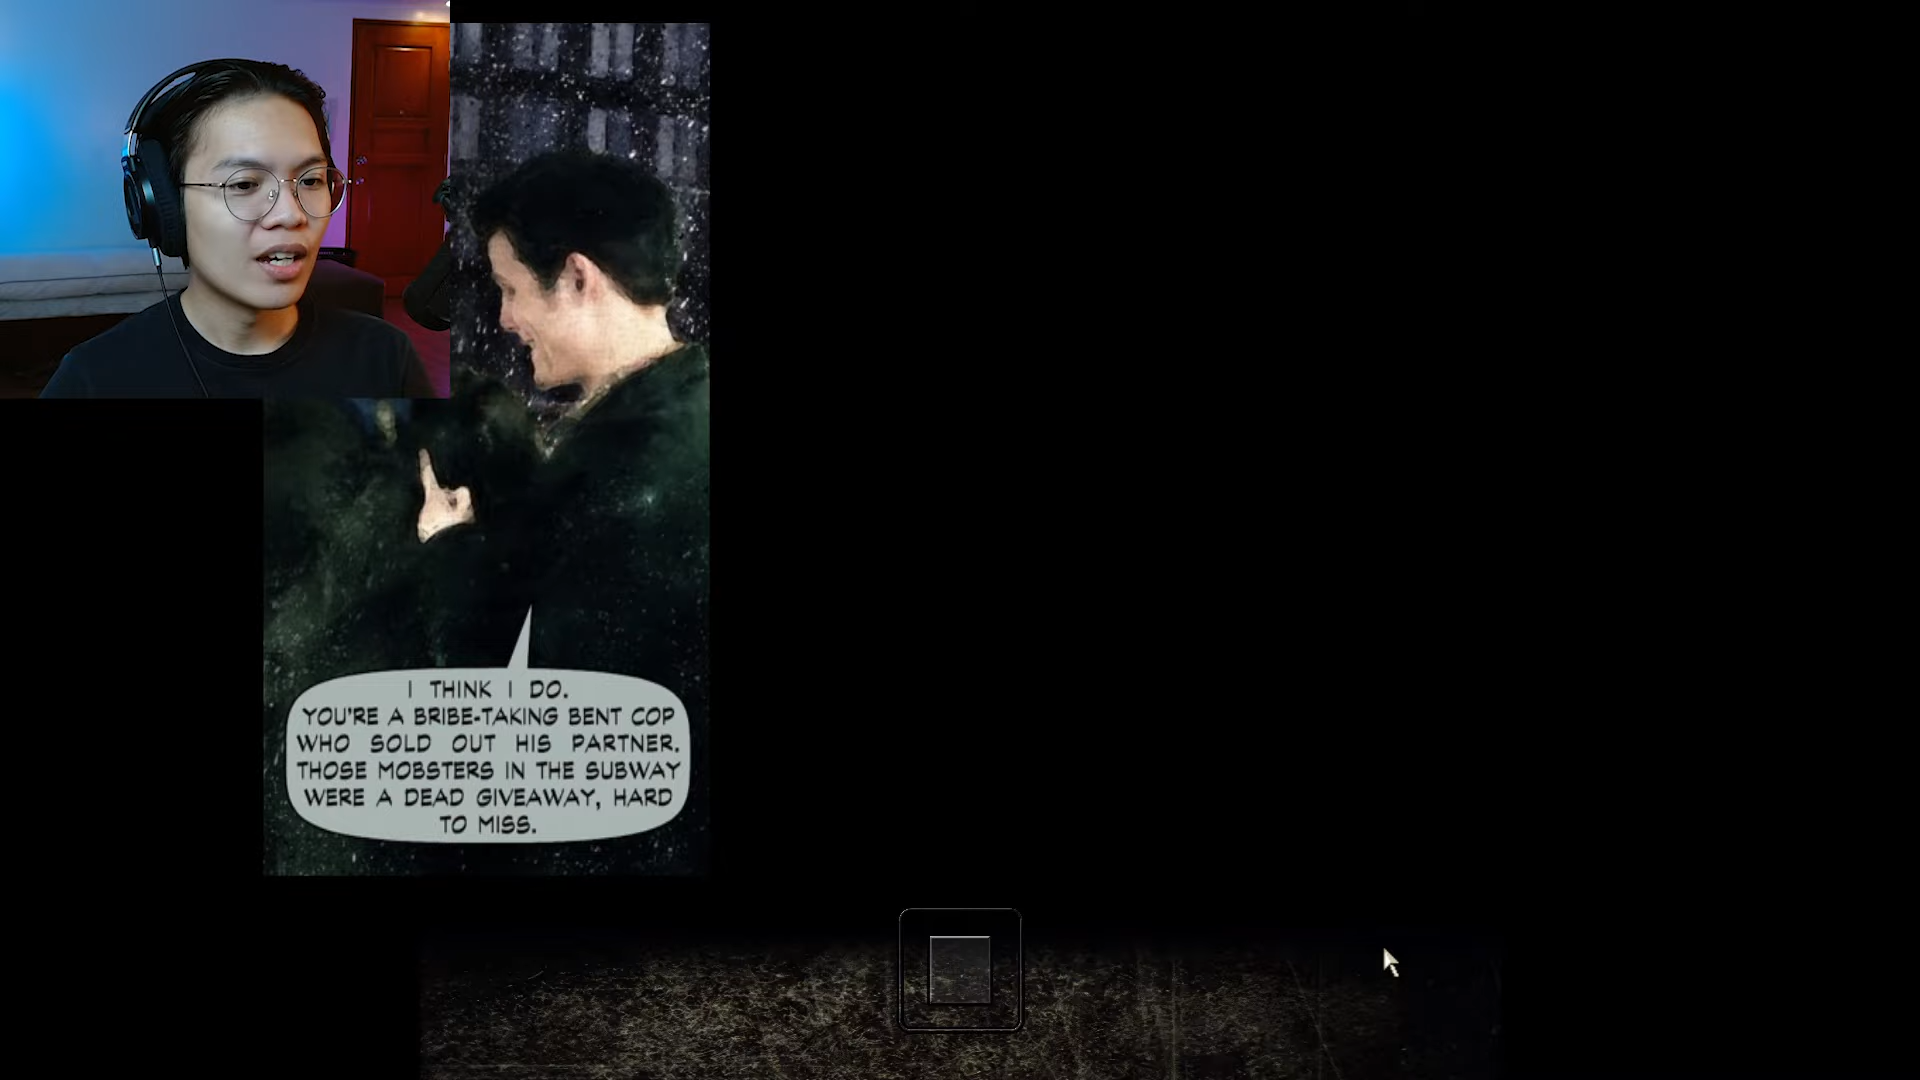 I THINK I DO.
YOU'RE A BRIBE-TAKING BENT COP
WHO SOLD OUT HIS PARTNER.
THOSE MOBSTERS IN THE SUBWAY
WERE A DEAD GIVEAWAY, HARD
TO MISS.